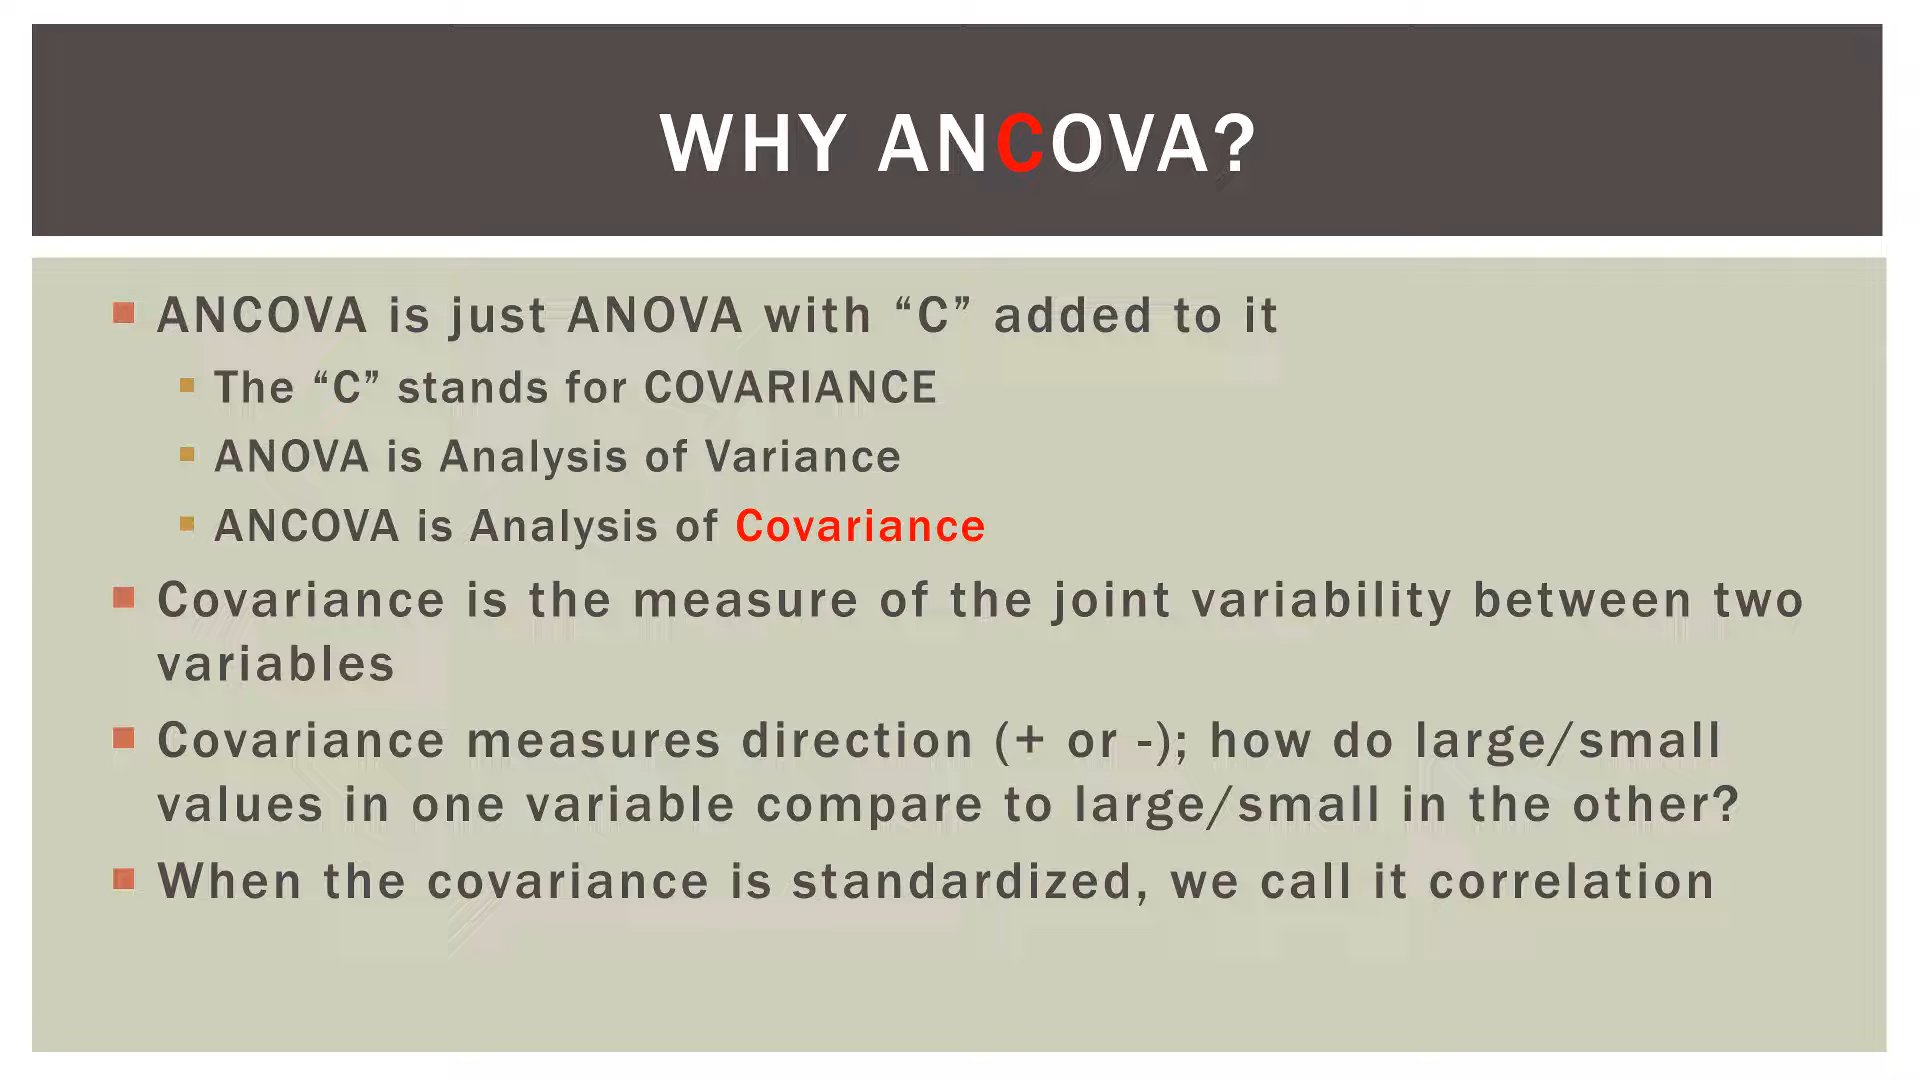 WHY ANCOVA?
ANCOVA is just ANOVA with “C” added to it
The “C” stands for COVARIANCE
ANOVA is Analysis of Variance
ANCOVA is Analysis of Covariance
Covariance is the measure of the joint variability between two
variables
Covariance measures direction (+ or -); how do large/small
values in one variable compare to large/small in the other?
When the covariance is standardized, we call it correlation